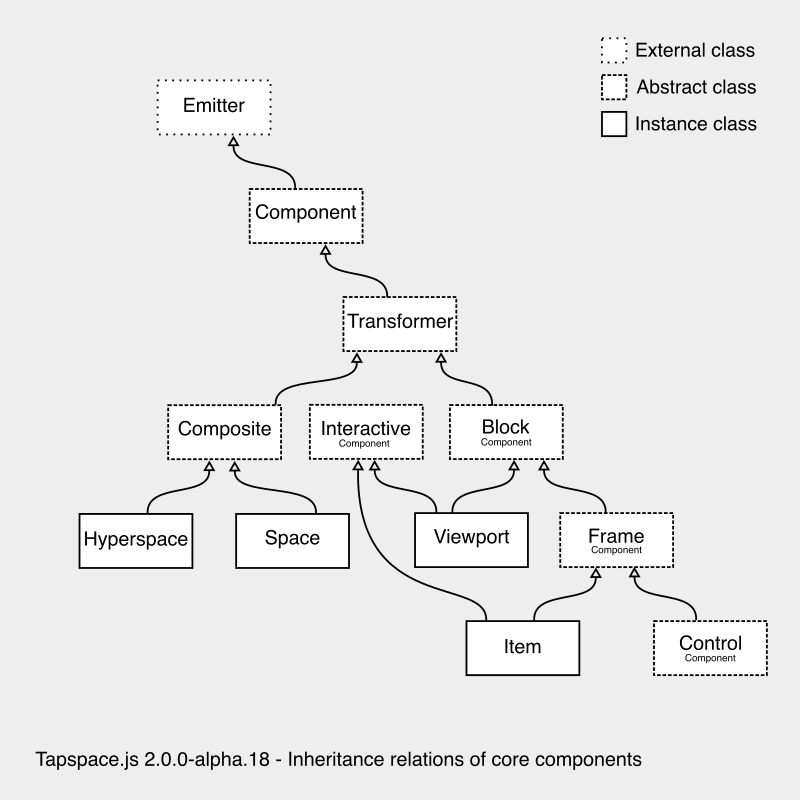 External class
Abstract class
Instance class
Emitter
Component
Transformer
Composite
Interactive
Component
Block
Component
Hyperspace
Space
Viewport
Frame
Component
Item
Control
Component
Tapspace.js 2.0.0-alpha.18 - Inheritance relations of core components